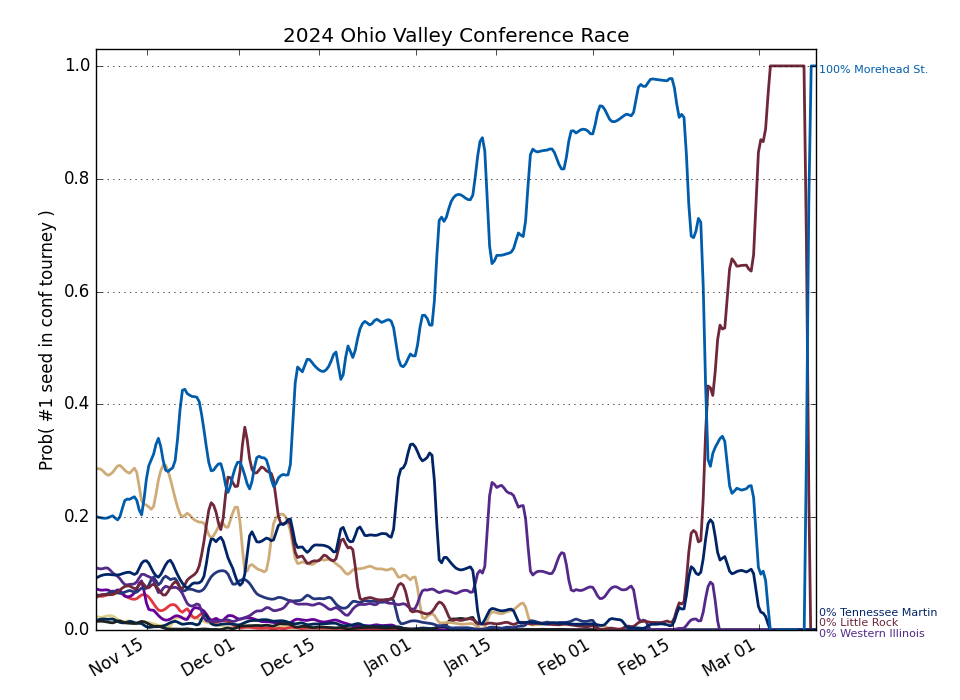 2024 Ohio Valley Conference Race
Prob( #1 seed in conf tourney )
1.0
0.8
0.6
0.4
0.2
0.0
100% Morehead St.
0% Tennessee Martin
0% Little Rock
0% Western Illinois
Nov 15
Dec 01
Dec 15
Jan 01
Jan 15
Feb 01
Feb 15
Mar 01